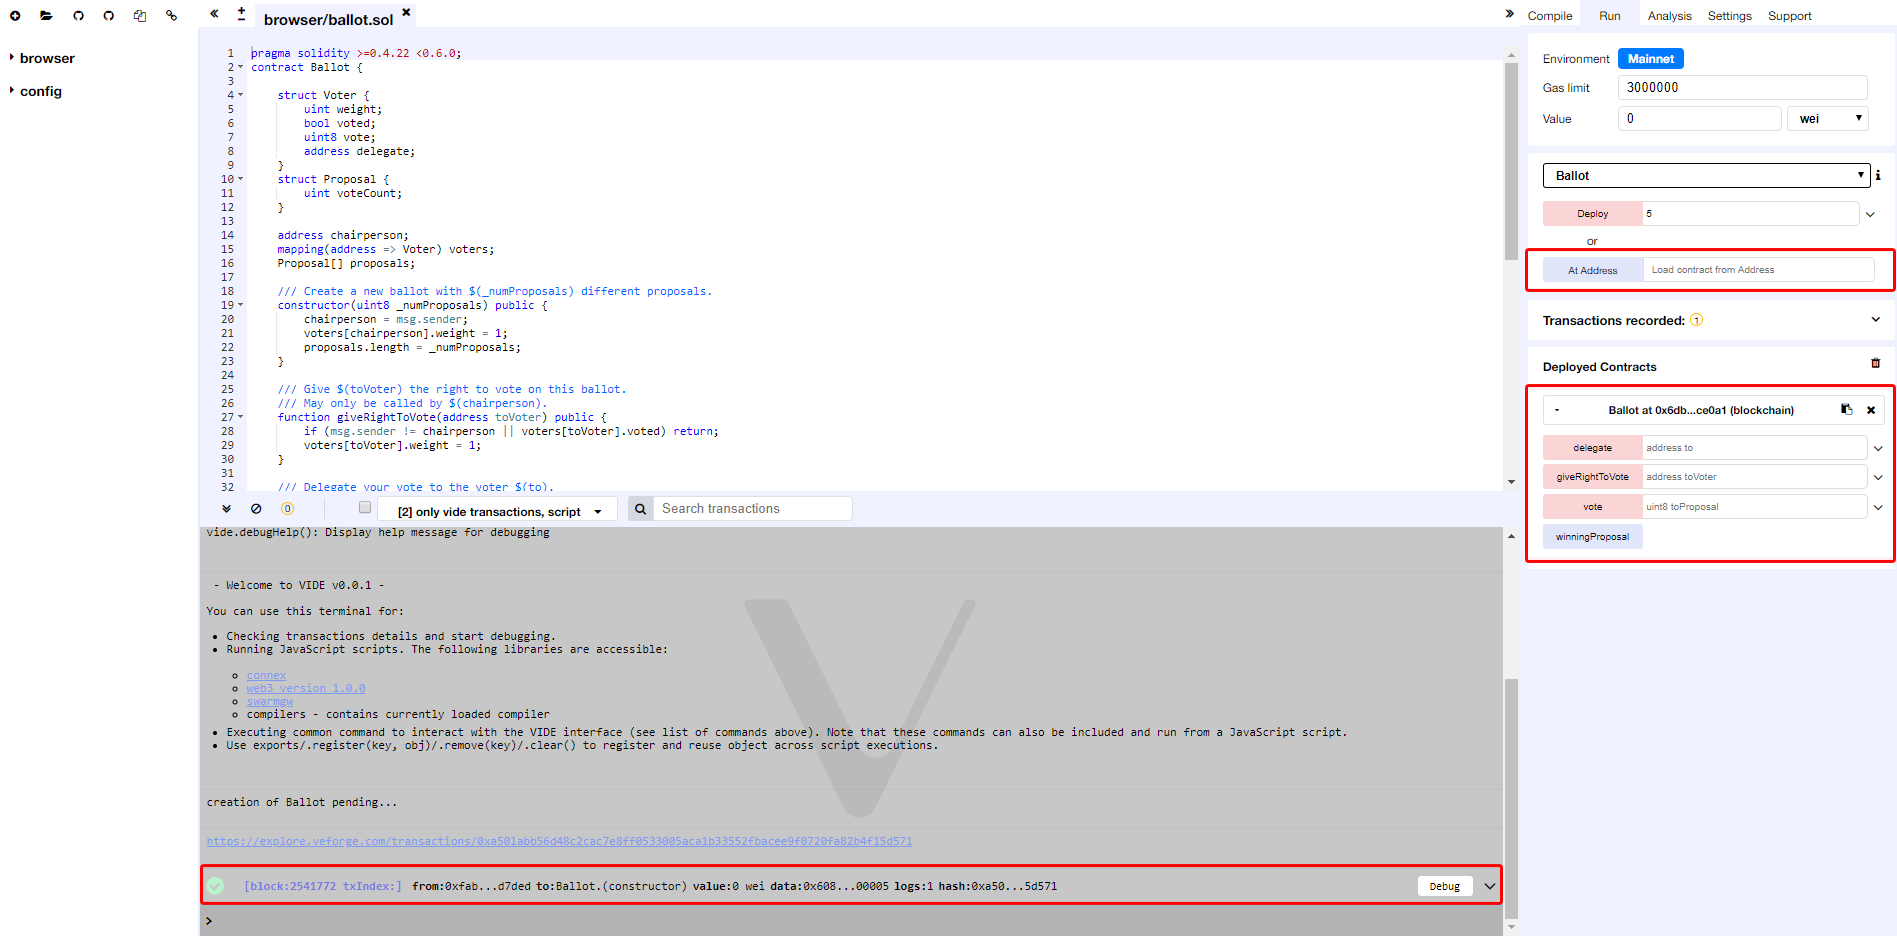 browser/ballot.sol
Compile Run Analysis Settings Support
browser
config
1 pragma solidity >=0.4.22 <0.6.0;
2 contract Ballot {
3
4     struct Voter {
5         uint weight;
6         bool voted;
7         uint8 vote;
8         address delegate;
9     }
10     struct Proposal {
11         uint voteCount;
12     }
13
14     address chairperson;
15     mapping(address => Voter) voters;
16     Proposal[] proposals;
17
18     /// Create a new ballot with $(_numProposals) different proposals.
19     constructor(uint8 _numProposals) public {
20         chairperson = msg.sender;
21         voters[chairperson].weight = 1;
22         proposals.length = _numProposals;
23     }
24
25     /// Give $(toVoter) the right to vote on this ballot.
26     /// May only be called by $(chairperson).
27     function giveRightToVote(address toVoter) public {
28         if (msg.sender != chairperson || voters[toVoter].voted) return;
29         voters[toVoter].weight = 1;
30     }
31
32     /// Delegate your vote to the voter $(to).
0
[2] only vide transactions, script
Search transactions
vide.debugHelp(): Display help message for debugging
- Welcome to VIDE v0.0.1 -
You can use this terminal for:
• Checking transactions details and start debugging.
• Running JavaScript scripts. The following libraries are accessible:
connex
web3 version 1.0.0
swarmgw
compilers - contains currently loaded compiler
• Executing common command to interact with the VIDE interface (see list of commands above). Note that these commands can also be included and run from a JavaScript script.
• Use exports/.register(key, obj)/.remove(key)/.clear() to register and reuse object across script executions.
creation of Ballot pending...
https://explore.veforge.com/transactions/0xa501abb56d48c2cac7e8ff0533005aca1b33552fbacee9f0720fa82b4f15d571
[block:2541772 txIndex:] from:0xfab...d7ded to:Ballot.(constructor) value:0 wei data:0x608...00005 logs:1 hash:0xa50...5d571
Debug
>
Environment Mainnet
Gas limit 3000000
Value 0 wei
Ballot
Deploy 5
or
At Address Load contract from Address
Transactions recorded: 1
Deployed Contracts
Ballot at 0x6db...ce0a1 (blockchain)
delegate address to
giveRightToVote address toVoter
vote uint8 toProposal
winningProposal